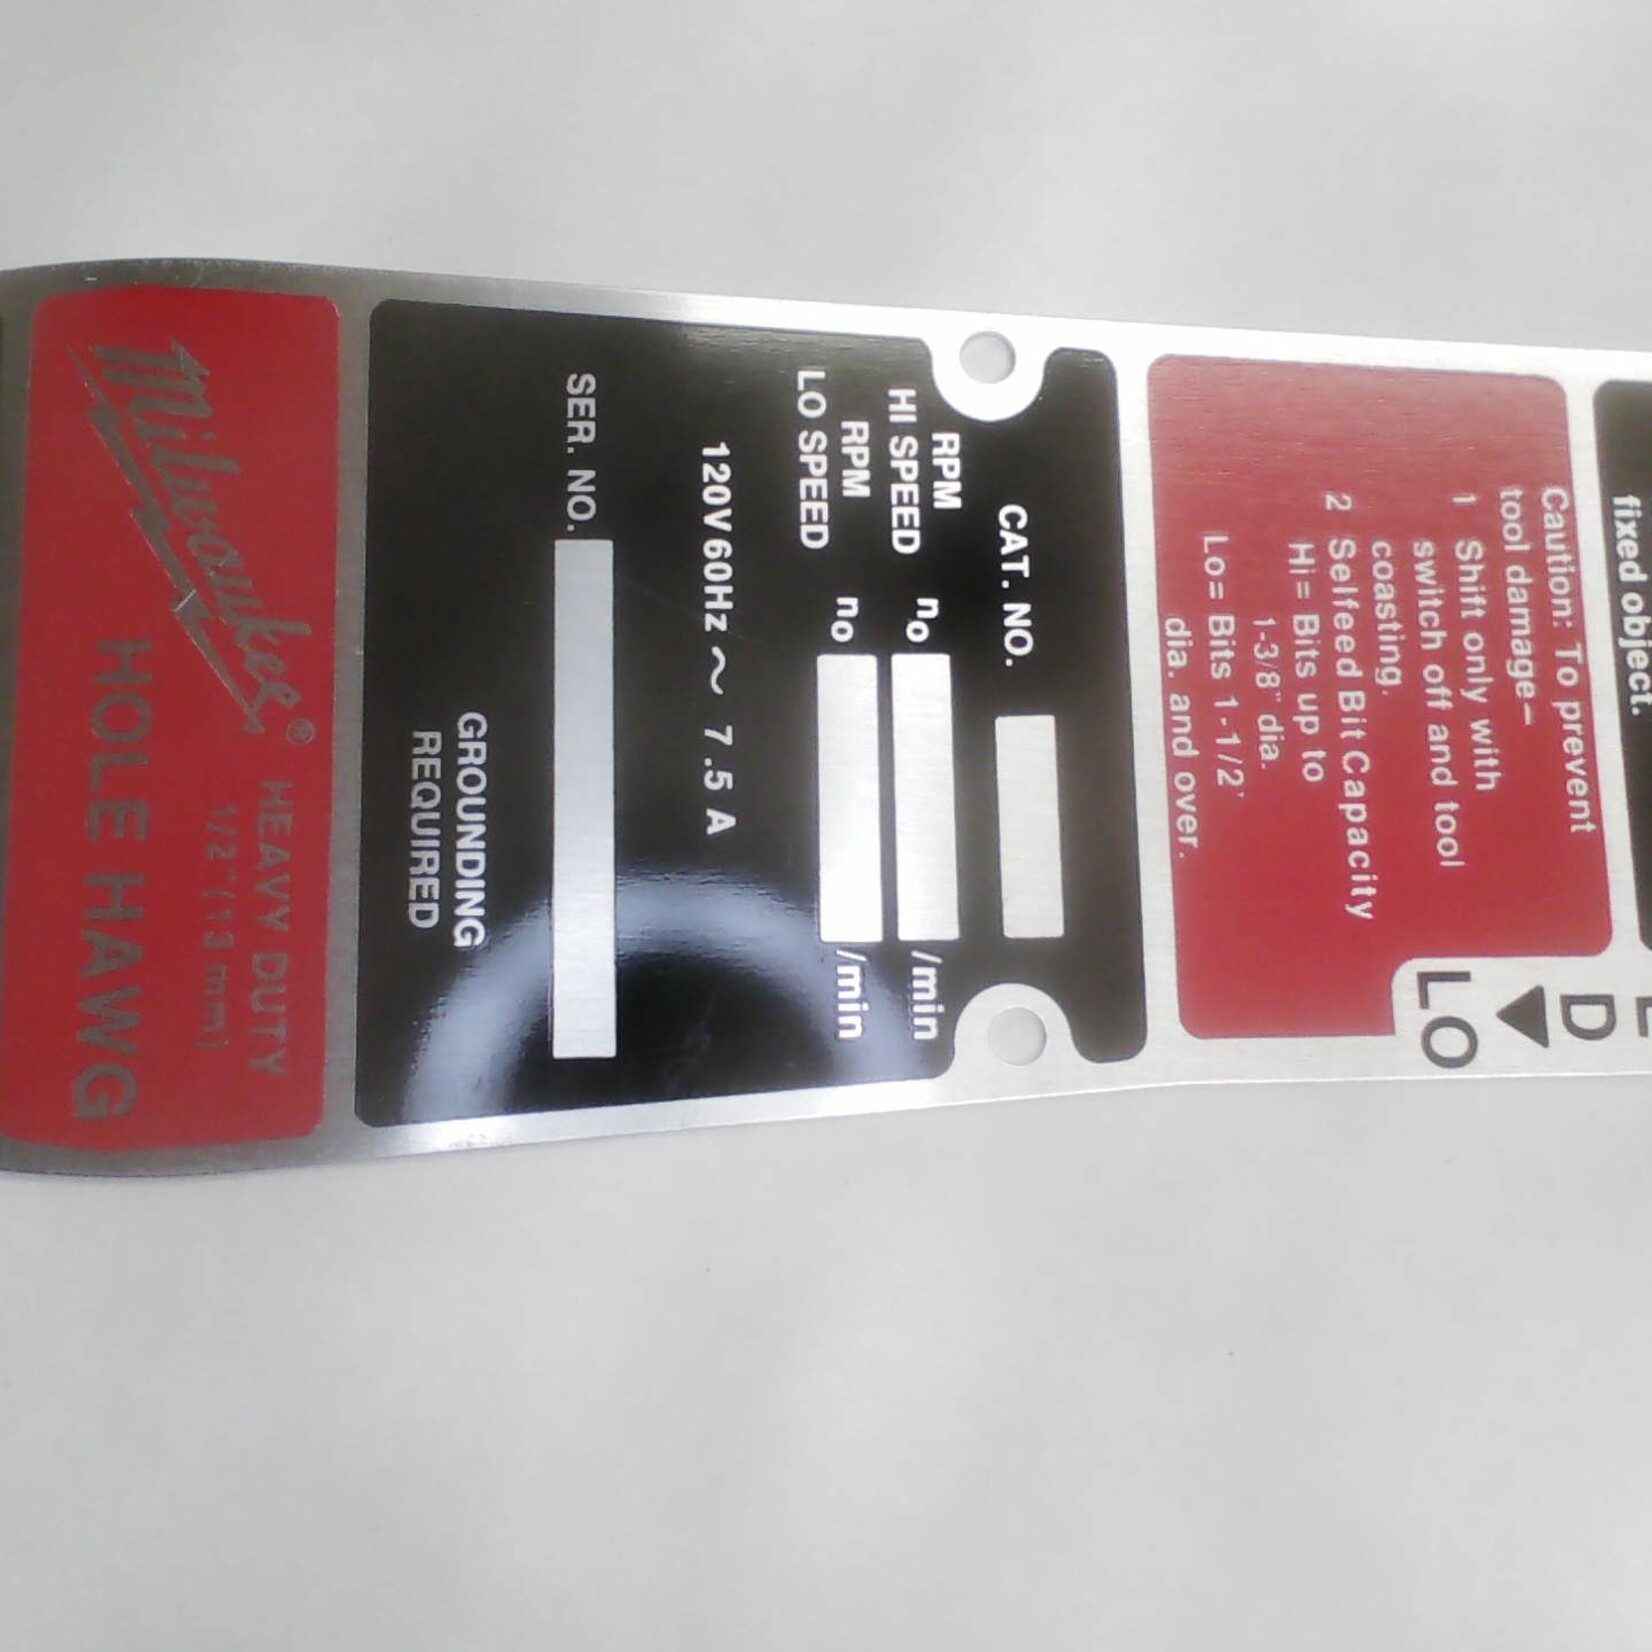 fixed object.
Caution: To prevent
tool damage–
1 Shift only with
switch off and tool
coasting.
2 Selfeed Bit Capacity
Hi= Bits up to
1-3/8" dia.
Lo= Bits 1-1/2"
dia. and over.
D
LO
CAT. NO.
RPM
HI SPEED no /min
RPM
LO SPEED no /min
120V 60Hz ~ 7.5 A
SER. NO.
GROUNDING
REQUIRED
Milwaukee®
HEAVY DUTY
1/2" (13 mm)
HOLE HAWG